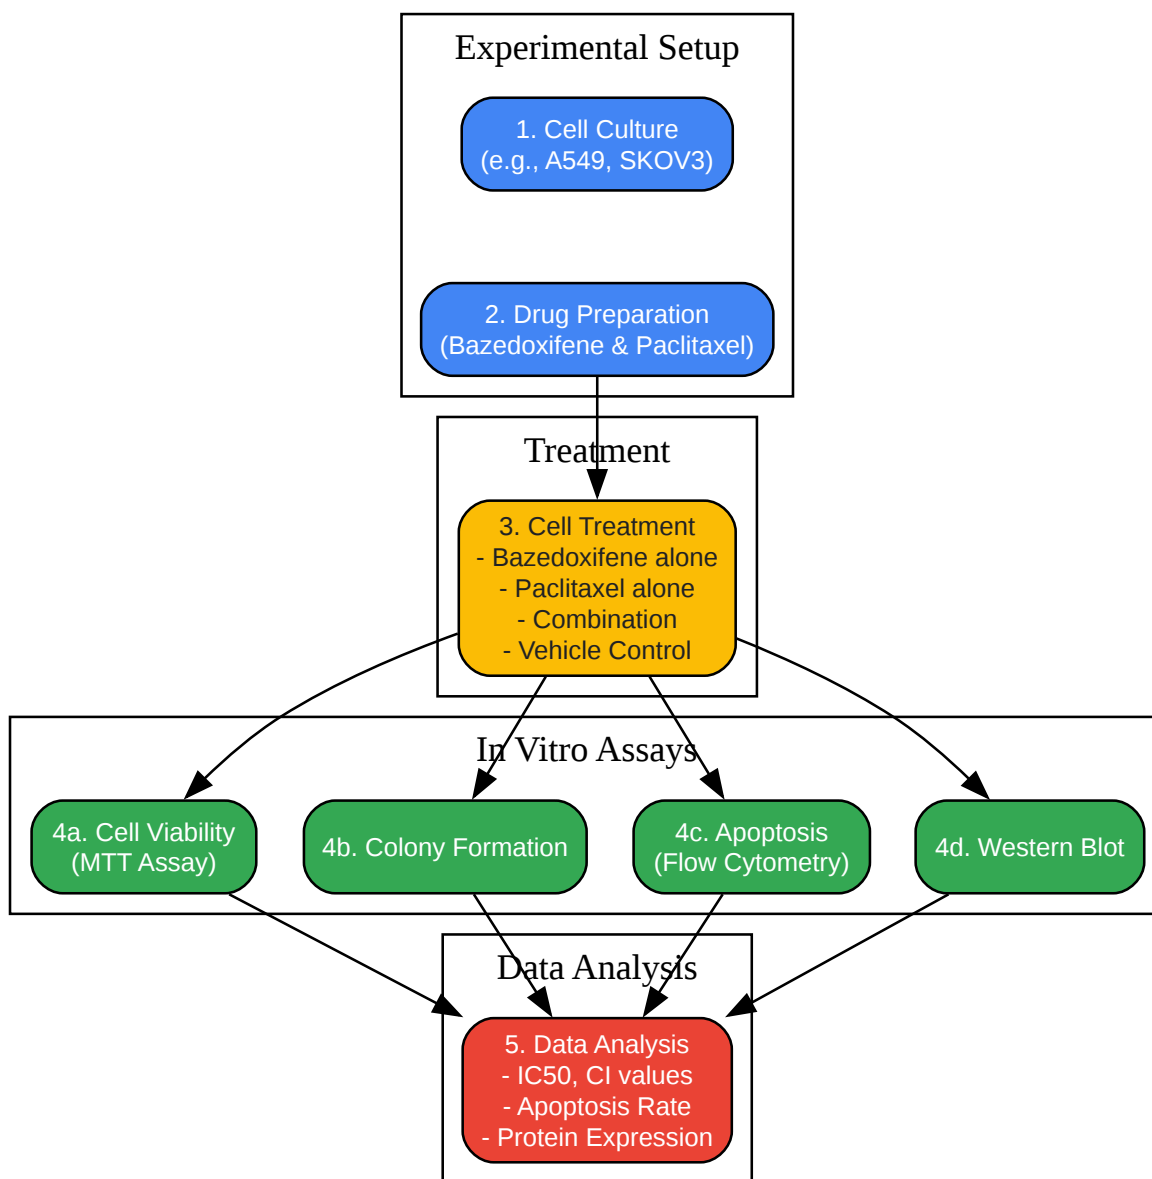 Experimental Setup
1. Cell Culture
(e.g., A549, SKOV3)
2. Drug Preparation
(Bazedoxifene & Paclitaxel)
Treatment
3. Cell Treatment
- Bazedoxifene alone
- Paclitaxel alone
- Combination
- Vehicle Control
In Vitro Assays
4a. Cell Viability
(MTT Assay)
4b. Colony Formation
4c. Apoptosis
(Flow Cytometry)
4d. Western Blot
Data Analysis
5. Data Analysis
- IC50, CI values
- Apoptosis Rate
- Protein Expression